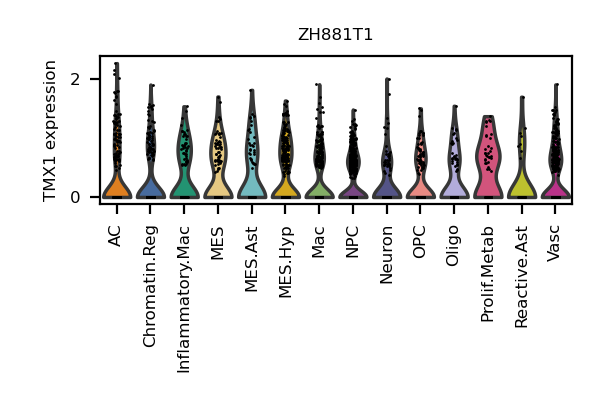 ZH881T1
TMX1 expression
2
0
AC
Chromatin.Reg
Inflammatory.Mac
MES
MES.Ast
MES.Hyp
Mac
NPC
Neuron
OPC
Oligo
Prolif.Metab
Reactive.Ast
Vasc